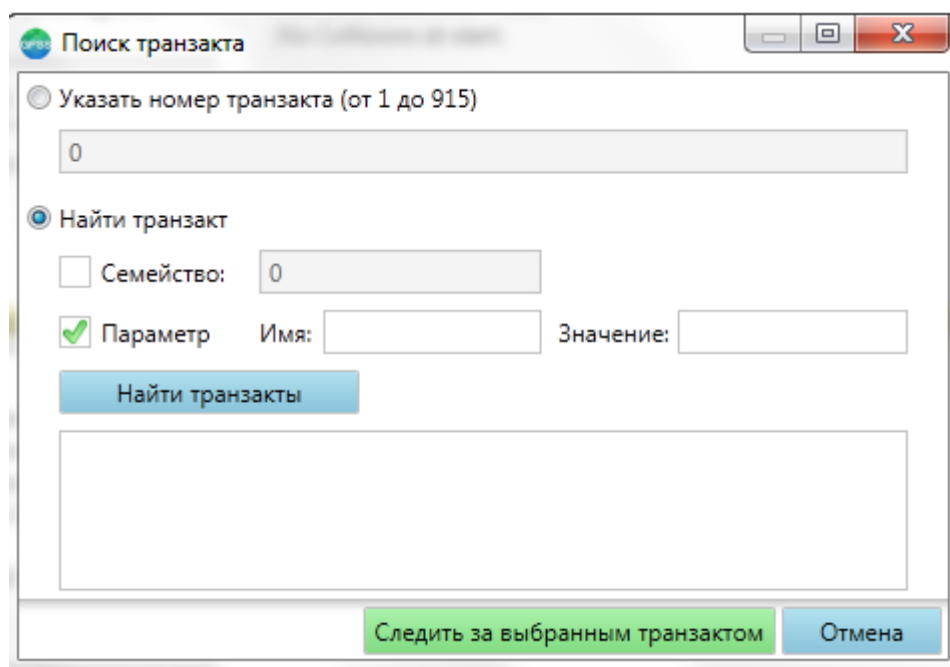 GPSS Поиск транзакта
Указать номер транзакта (от 1 до 915)
0
Найти транзакт
Семейство: 0
Параметр Имя: Значение:
Найти транзакты
Следить за выбранным транзактом Отмена